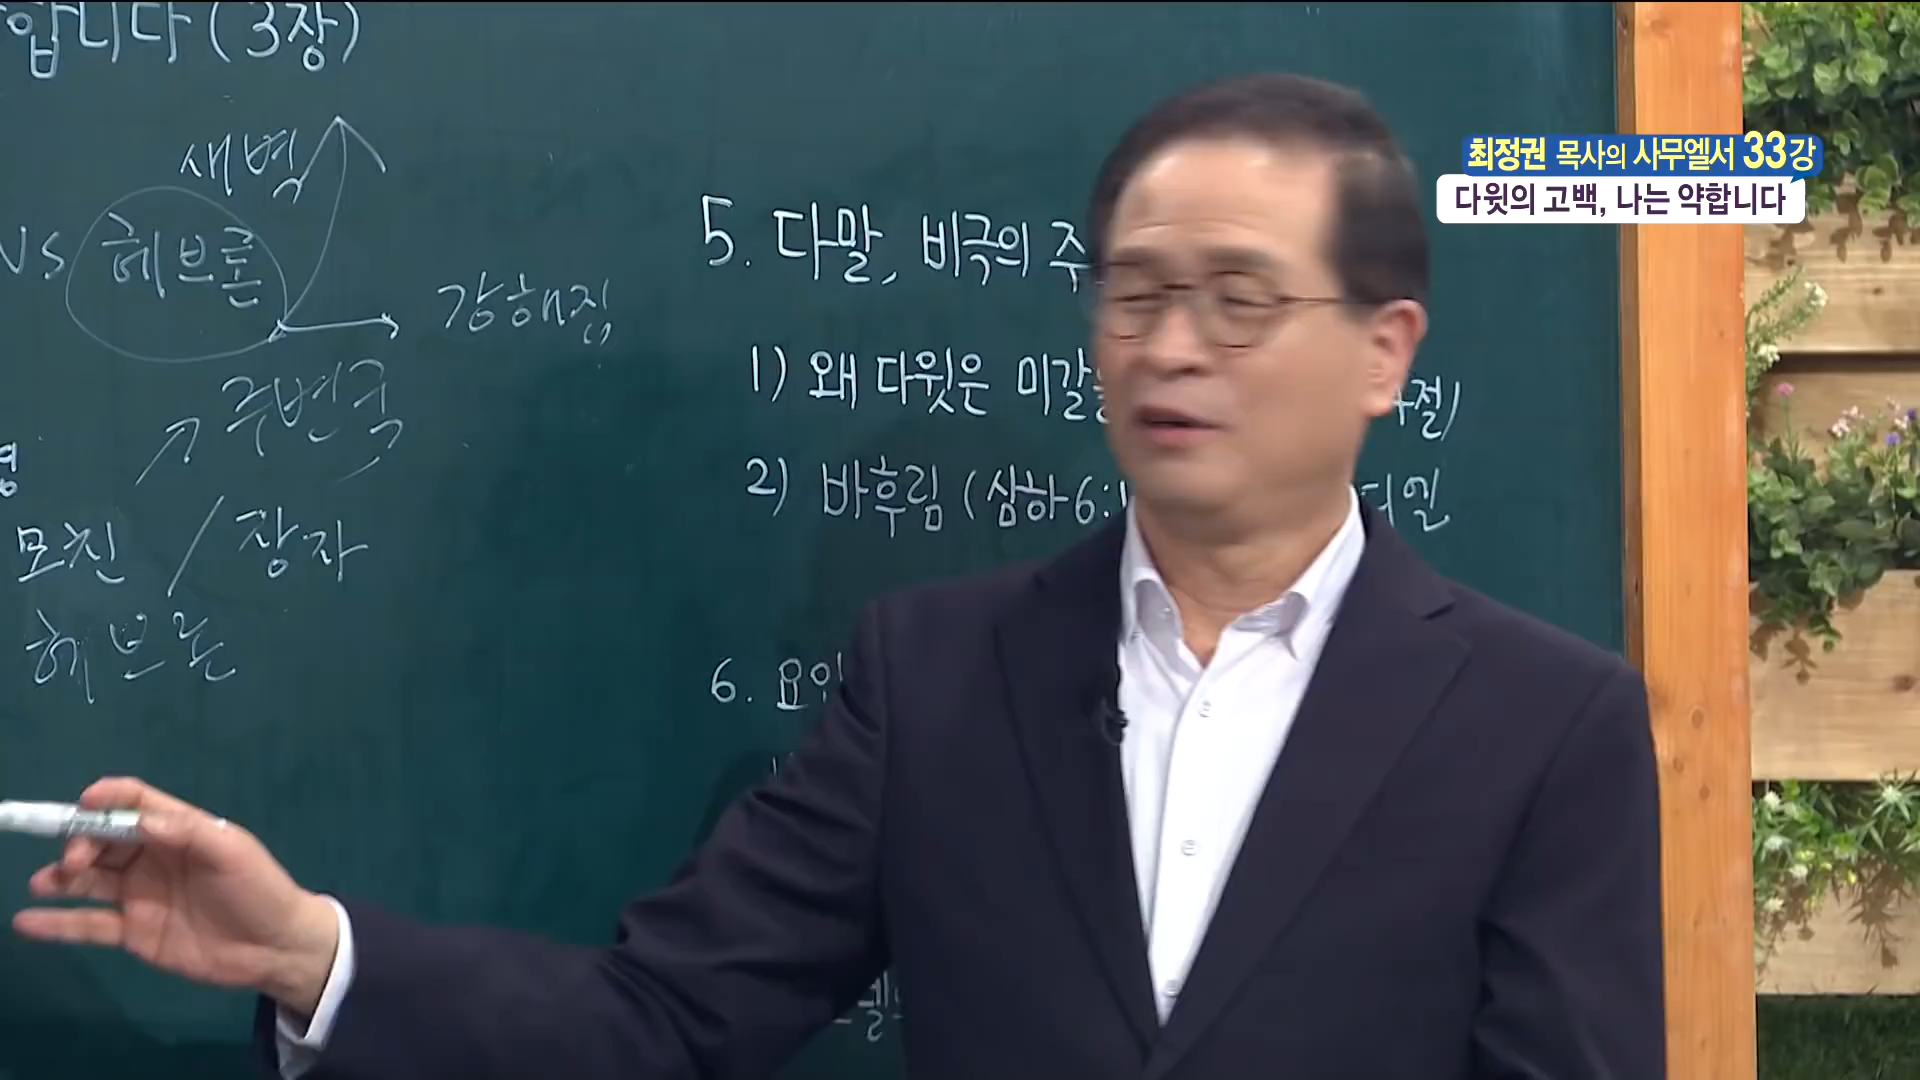 합니다 (3장)
최정권 목사의 사무엘서 33강
다윗의 고백, 나는 약합니다
새벽
VS 헤브론
강해짐
주변국
모친 / 장자
헤브론
5. 다말, 비극의
1) 왜 다윗은 미갈 절)
2) 바후림 (삼하6: 디엘
6.